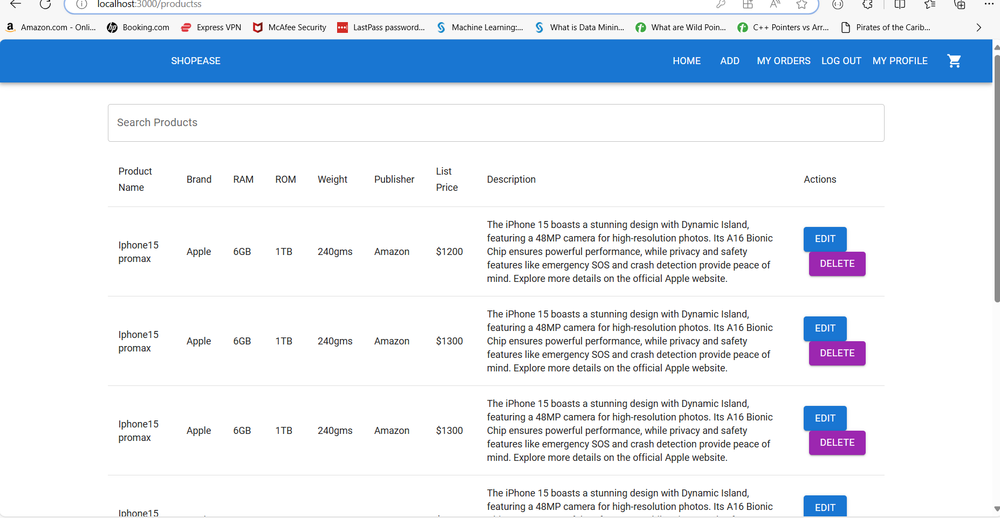 localhost:3000/productss
Amazon.com - Onli... Booking.com Express VPN McAfee Security LastPass password... Machine Learning:... What is Data Minin... What are Wild Poin... C++ Pointers vs Arr... Pirates of the Carib...
SHOPEASE HOME ADD MY ORDERS LOG OUT MY PROFILE
Search Products
Product Name Brand RAM ROM Weight Publisher List Price Description Actions
Iphone15 promax Apple 6GB 1TB 240gms Amazon $1200
The iPhone 15 boasts a stunning design with Dynamic Island,
featuring a 48MP camera for high-resolution photos. Its A16 Bionic
Chip ensures powerful performance, while privacy and safety
features like emergency SOS and crash detection provide peace of
mind. Explore more details on the official Apple website.
EDIT
DELETE
Iphone15 promax Apple 6GB 1TB 240gms Amazon $1300
The iPhone 15 boasts a stunning design with Dynamic Island,
featuring a 48MP camera for high-resolution photos. Its A16 Bionic
Chip ensures powerful performance, while privacy and safety
features like emergency SOS and crash detection provide peace of
mind. Explore more details on the official Apple website.
EDIT
DELETE
Iphone15 promax Apple 6GB 1TB 240gms Amazon $1300
The iPhone 15 boasts a stunning design with Dynamic Island,
featuring a 48MP camera for high-resolution photos. Its A16 Bionic
Chip ensures powerful performance, while privacy and safety
features like emergency SOS and crash detection provide peace of
mind. Explore more details on the official Apple website.
EDIT
DELETE
Iphone15
The iPhone 15 boasts a stunning design with Dynamic Island,
featuring a 48MP camera for high-resolution photos. Its A16 Bionic
EDIT